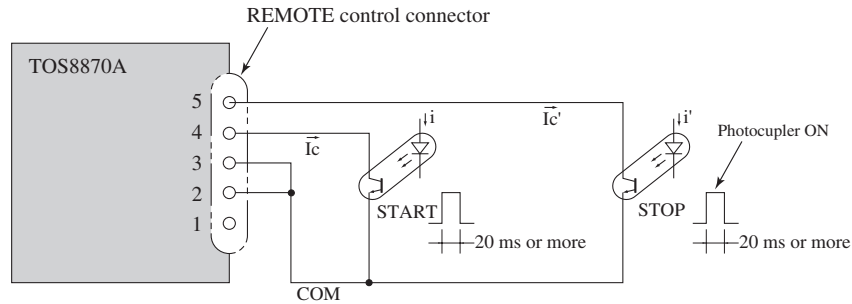 REMOTE control connector
TOS8870A
5
4
3
2
1
Ic
i
Ic'
i'
Photocupler ON
START
STOP
20 ms or more
20 ms or more
COM